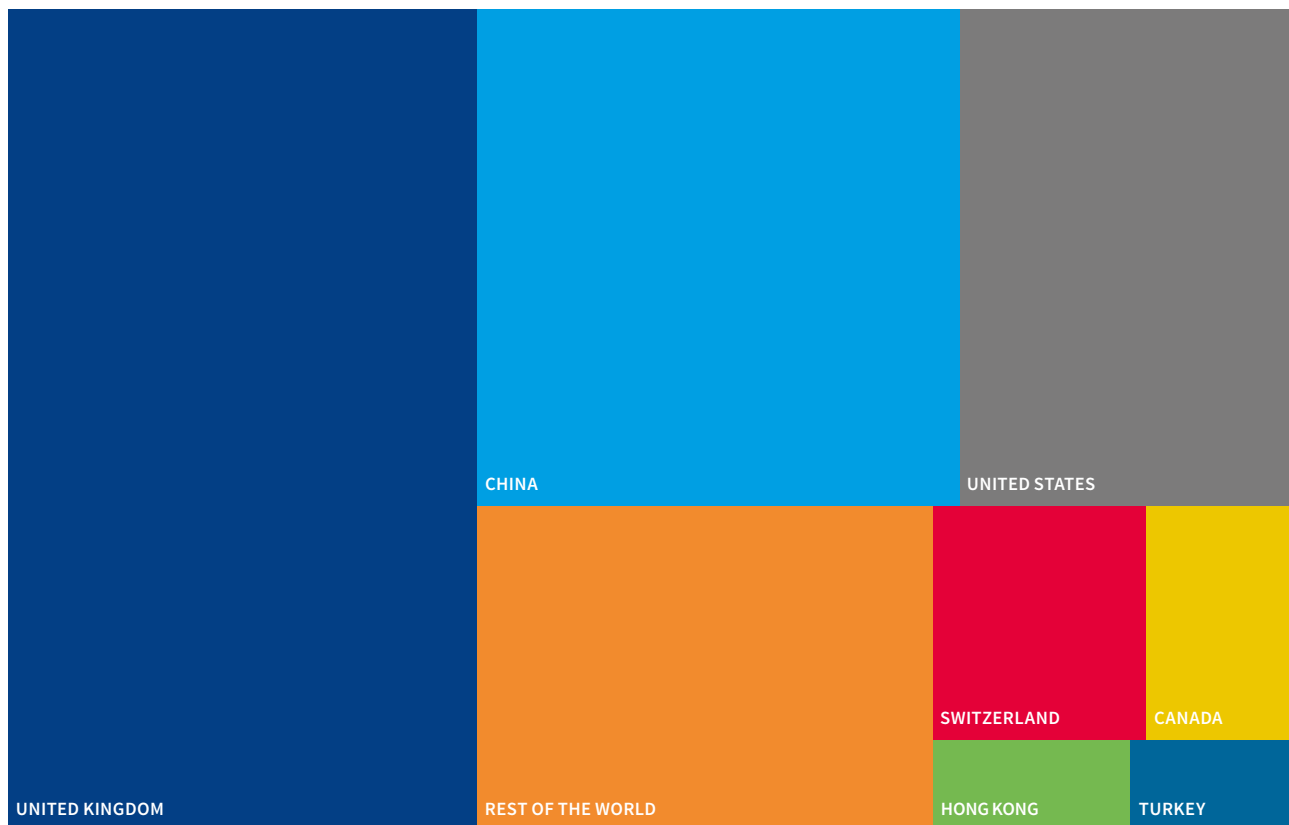 CHINA
UNITED STATES
SWITZERLAND
CANADA
UNITED KINGDOM
REST OF THE WORLD
HONG KONG
TURKEY